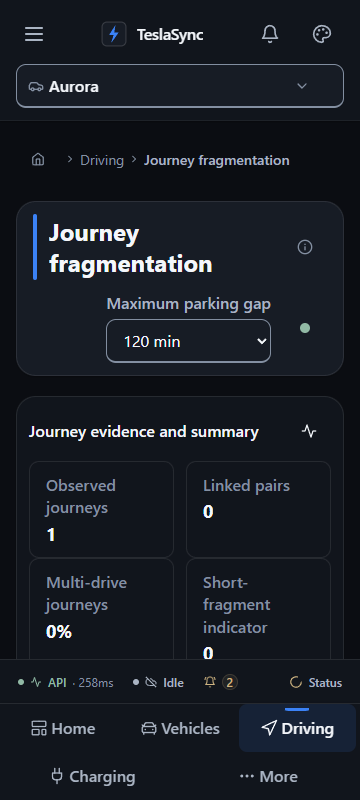 TeslaSync
Aurora
Driving
Journey fragmentation
Journey
fragmentation
Maximum parking gap
120 min
Journey evidence and summary
Observed
journeys
1
Linked pairs
0
Multi-drive
journeys
0%
Short-
fragment
indicator
0
API · 258ms
Idle
2
Status
Home
Vehicles
Driving
Charging
More